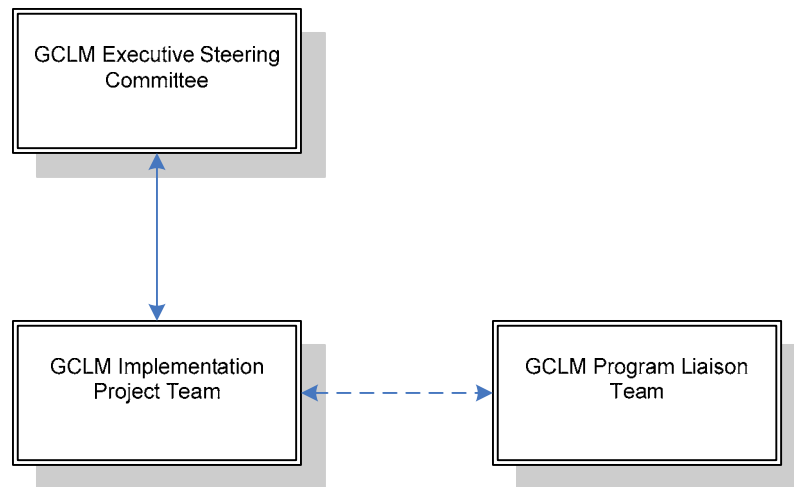 GCLM Executive Steering
Committee
GCLM Implementation
Project Team
GCLM Program Liaison
Team